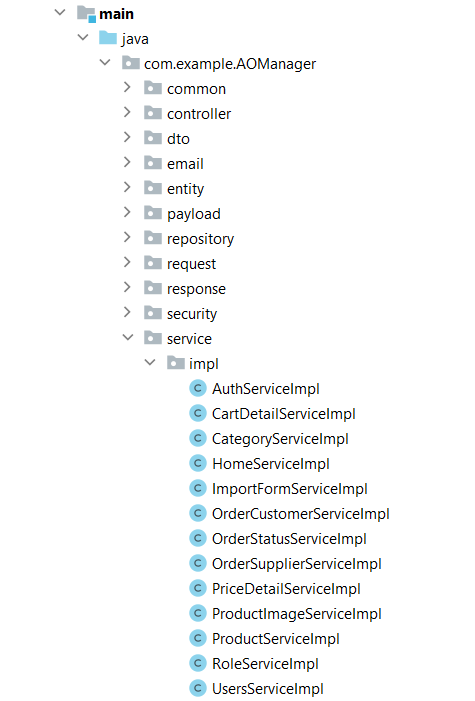 main
java
com.example.AOManager
common
controller
dto
email
entity
payload
repository
request
response
security
service
impl
C AuthServiceImpl
C CartDetailServiceImpl
C CategoryServiceImpl
C HomeServiceImpl
C ImportFormServiceImpl
C OrderCustomerServiceImpl
C OrderStatusServiceImpl
C OrderSupplierServiceImpl
C PriceDetailServiceImpl
C ProductImageServiceImpl
C ProductServiceImpl
C RoleServiceImpl
C UsersServiceImpl